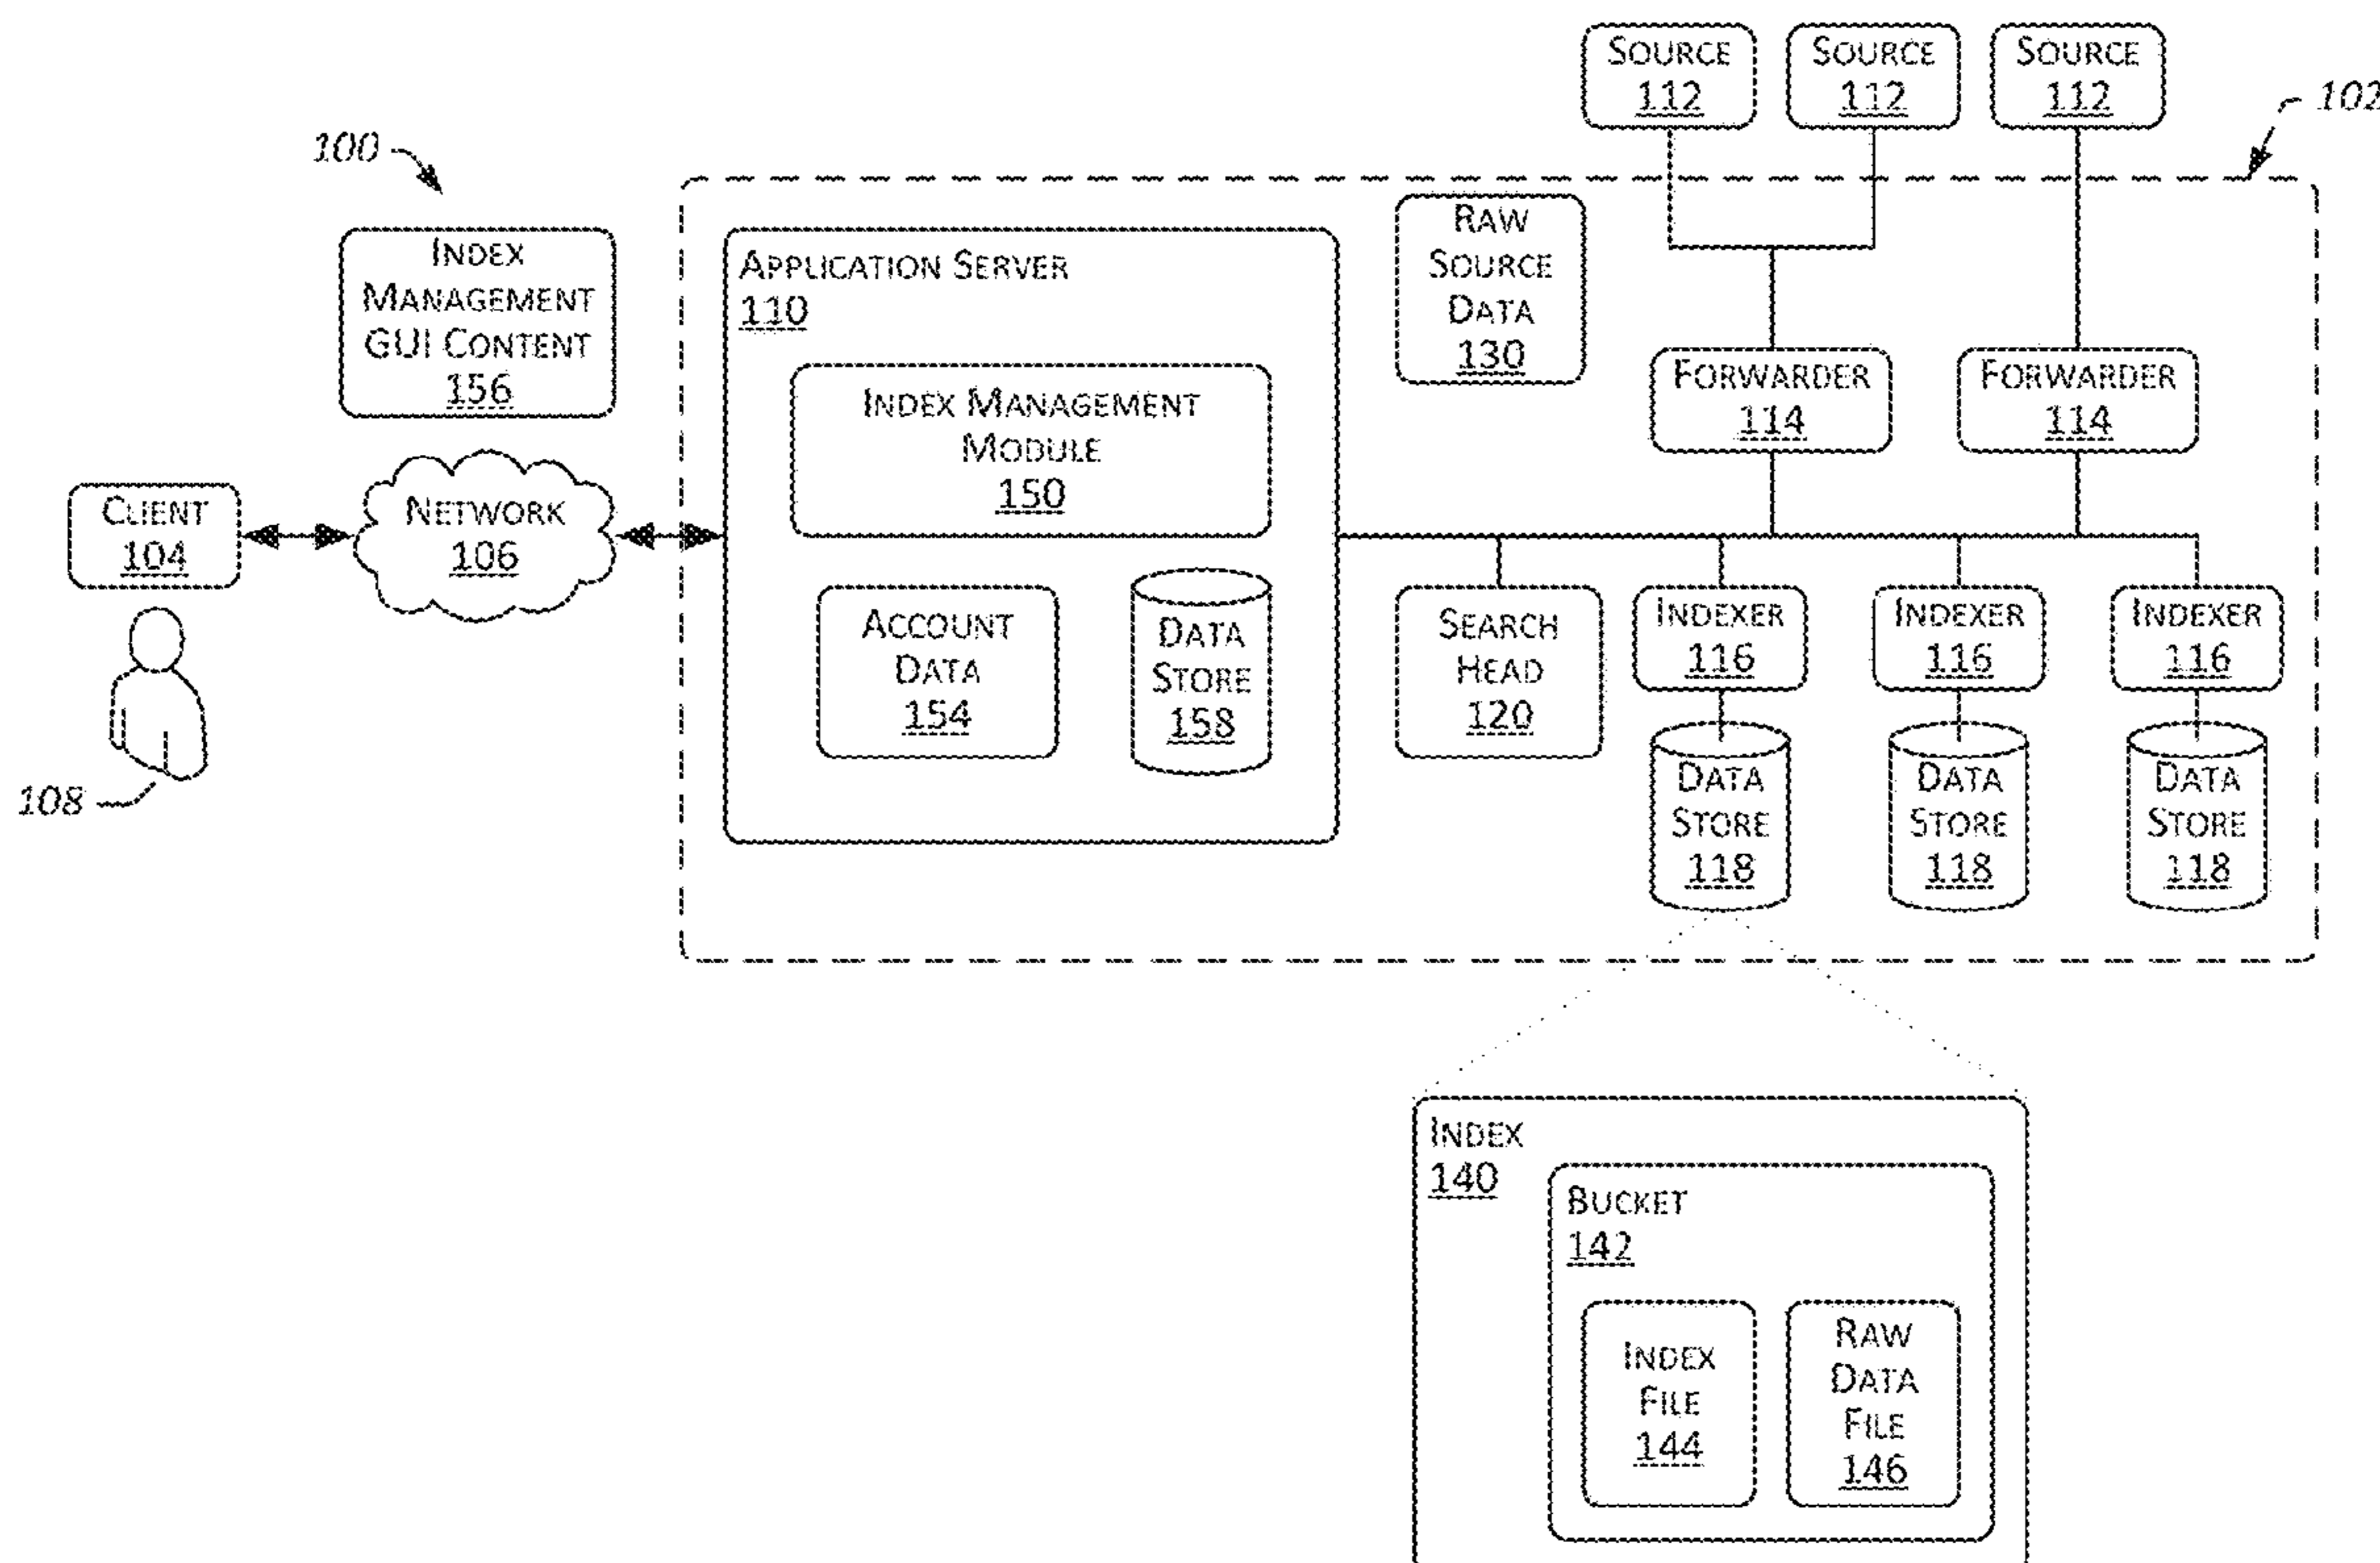 SOURCE
112
SOURCE
112
SOURCE
112
102
100
INDEX
MANAGEMENT
GUI CONTENT
156
APPLICATION SERVER
110
RAW
SOURCE
DATA
130
INDEX MANAGEMENT
MODULE
150
FORWARDER
114
FORWARDER
114
CLIENT
104
NETWORK
106
108
ACCOUNT
DATA
154
DATA
STORE
158
SEARCH
HEAD
120
INDEXER
116
INDEXER
116
INDEXER
116
DATA
STORE
118
DATA
STORE
118
DATA
STORE
118
INDEX
140
BUCKET
142
INDEX
FILE
144
RAW
DATA
FILE
146